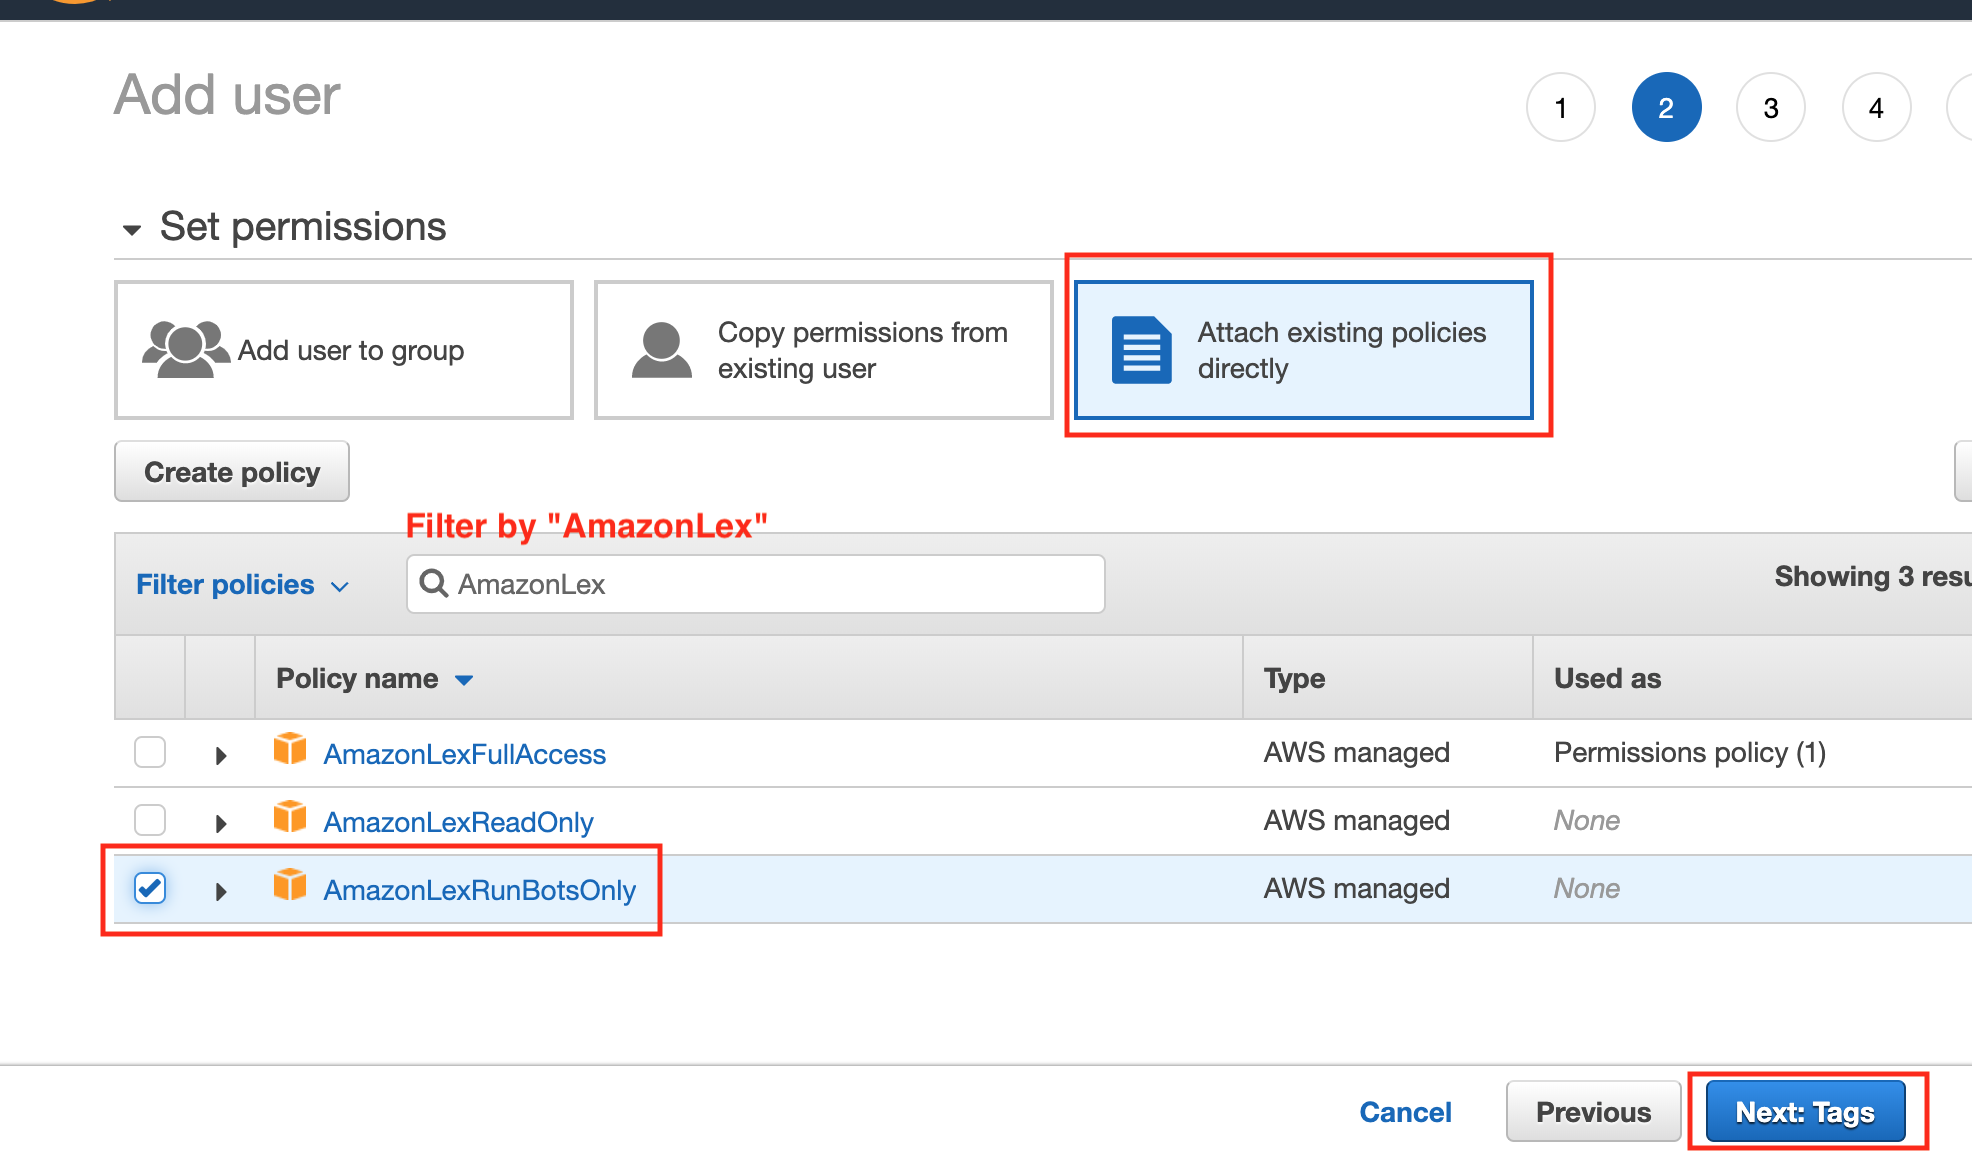 Add user
1 2 3 4
Set permissions
Add user to group
Copy permissions from
existing user
Attach existing policies
directly
Create policy
Filter by "AmazonLex"
Filter policies
AmazonLex
Showing 3
Policy name Type Used as
AmazonLexFullAccess AWS managed Permissions policy (1)
AmazonLexReadOnly AWS managed None
AmazonLexRunBotsOnly AWS managed None
Cancel Previous Next: Tags